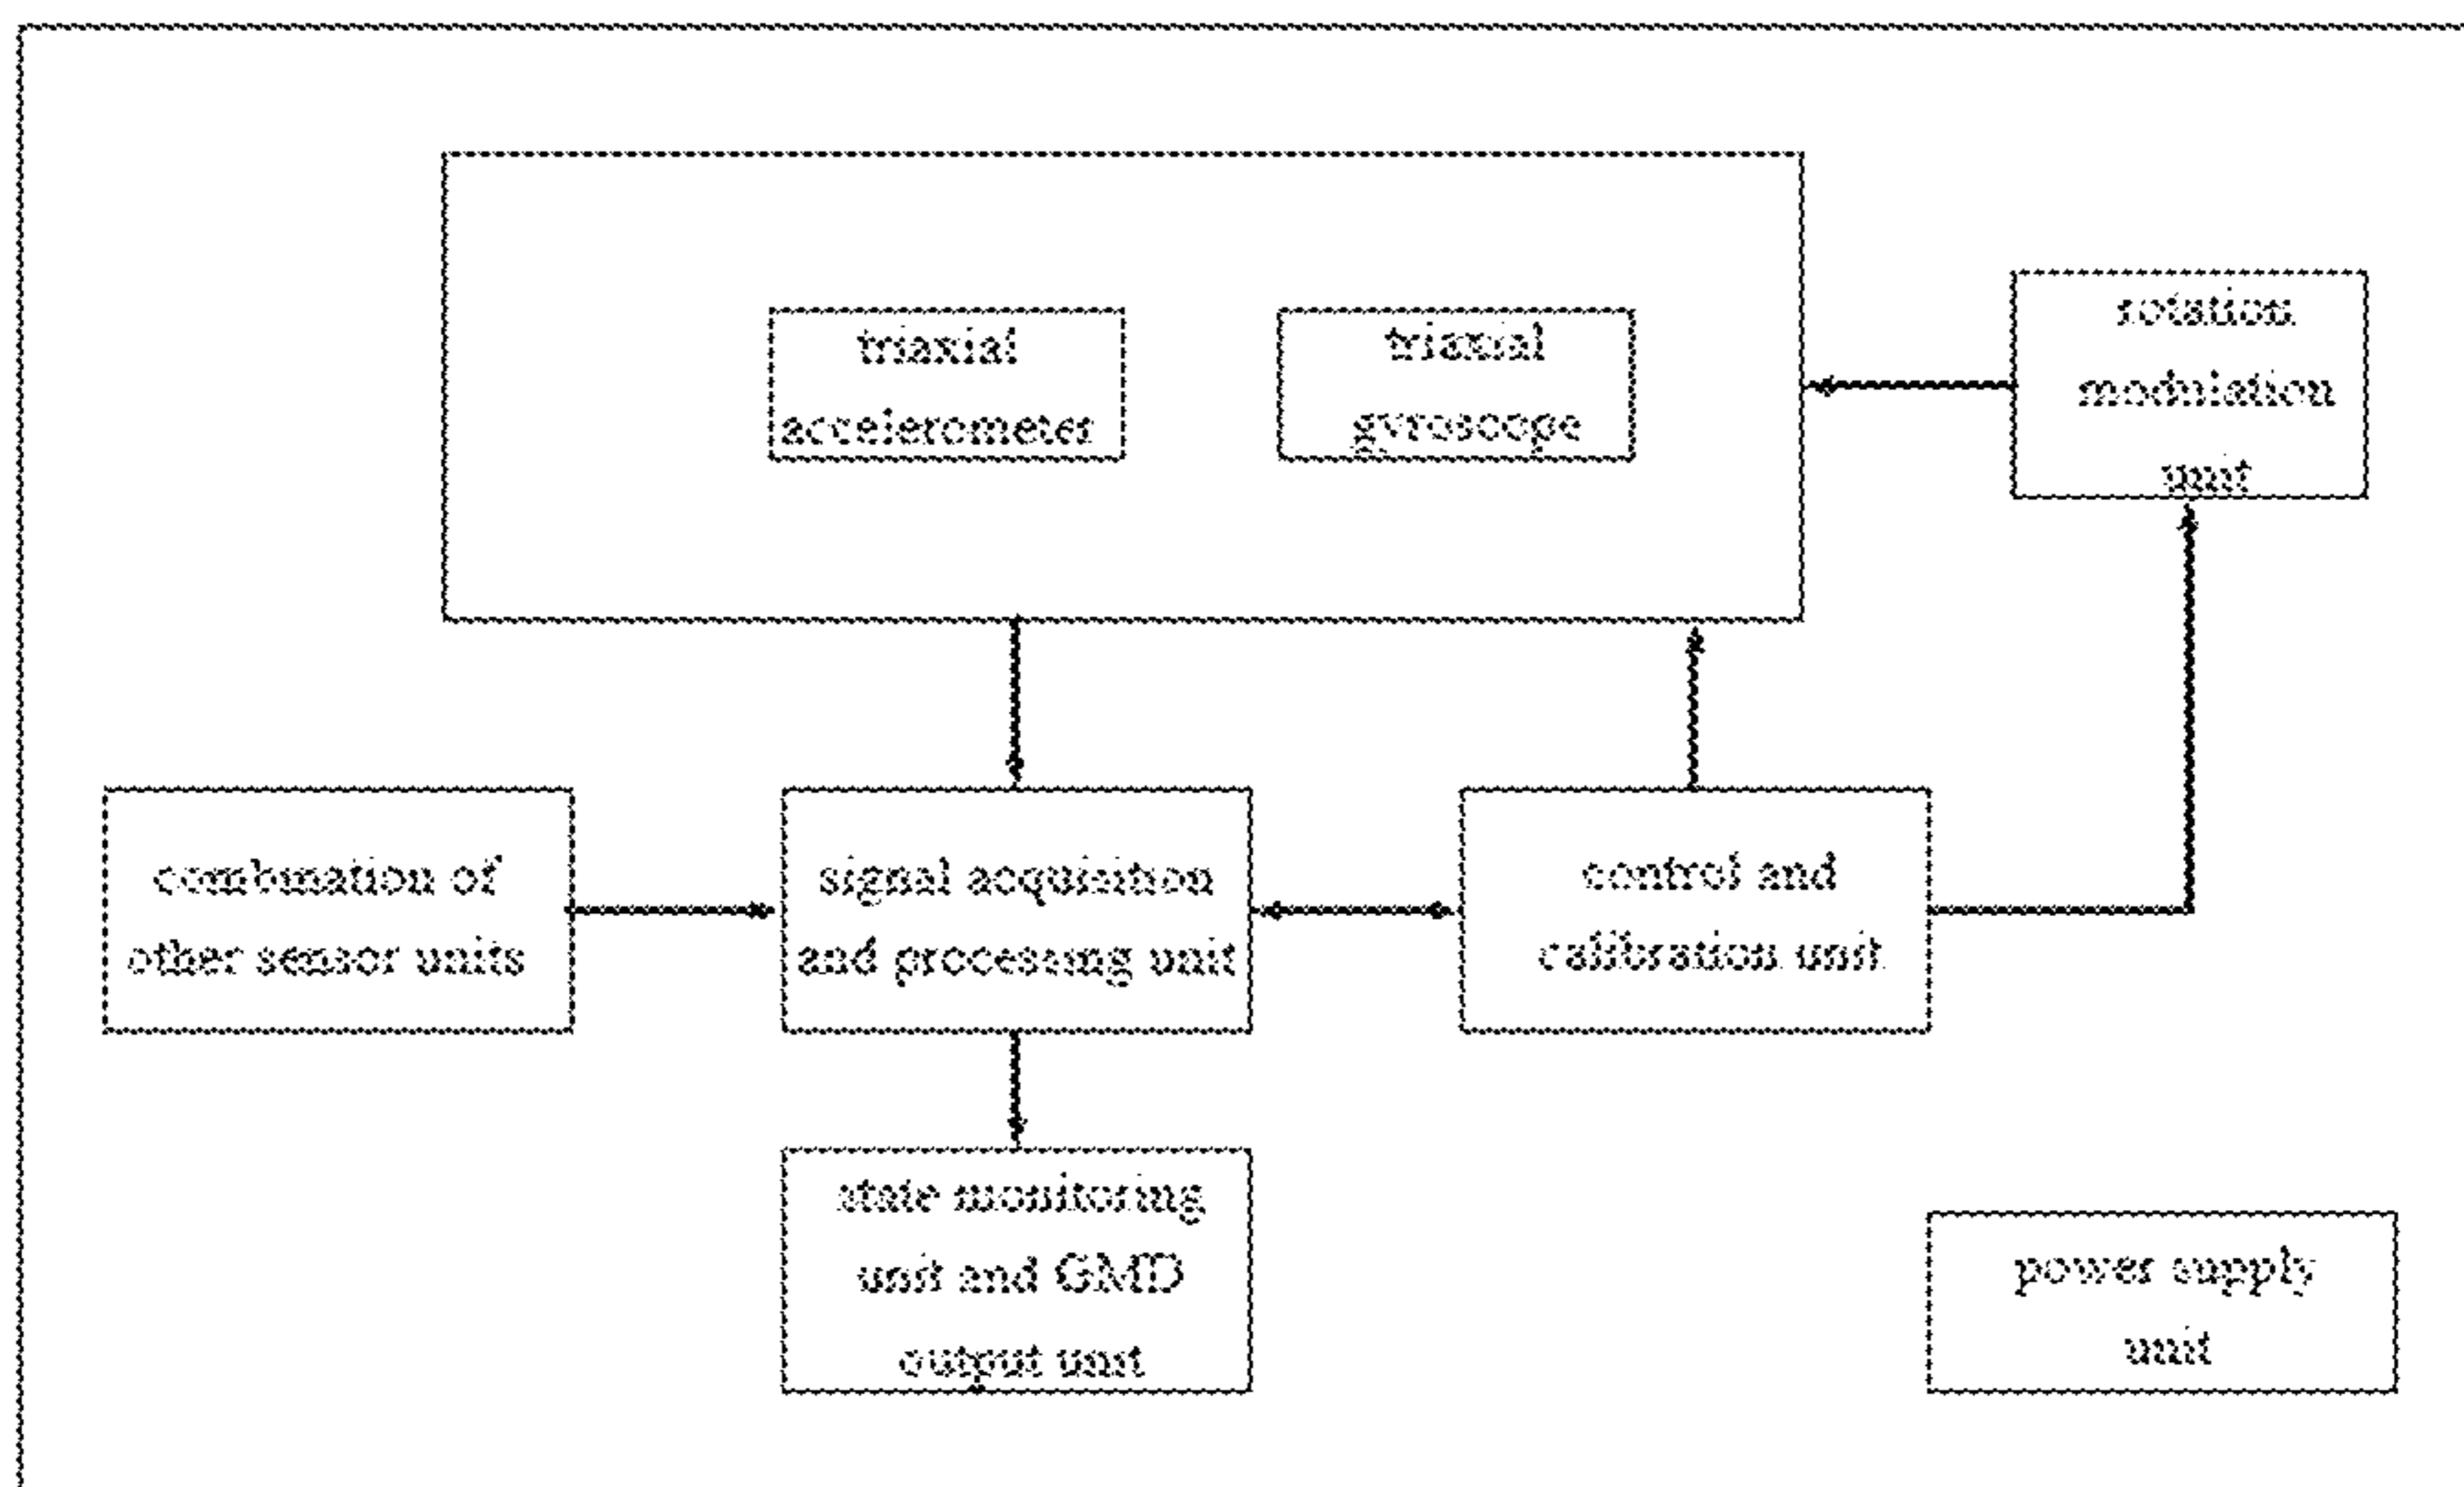 triaxial
accelerometer
triaxial
gyroscope
rotation
modulation
unit
combination of
other sensor units
signal acquisition
and processing unit
control and
calibration unit
state monitoring
unit and GMD
output unit
power supply
unit